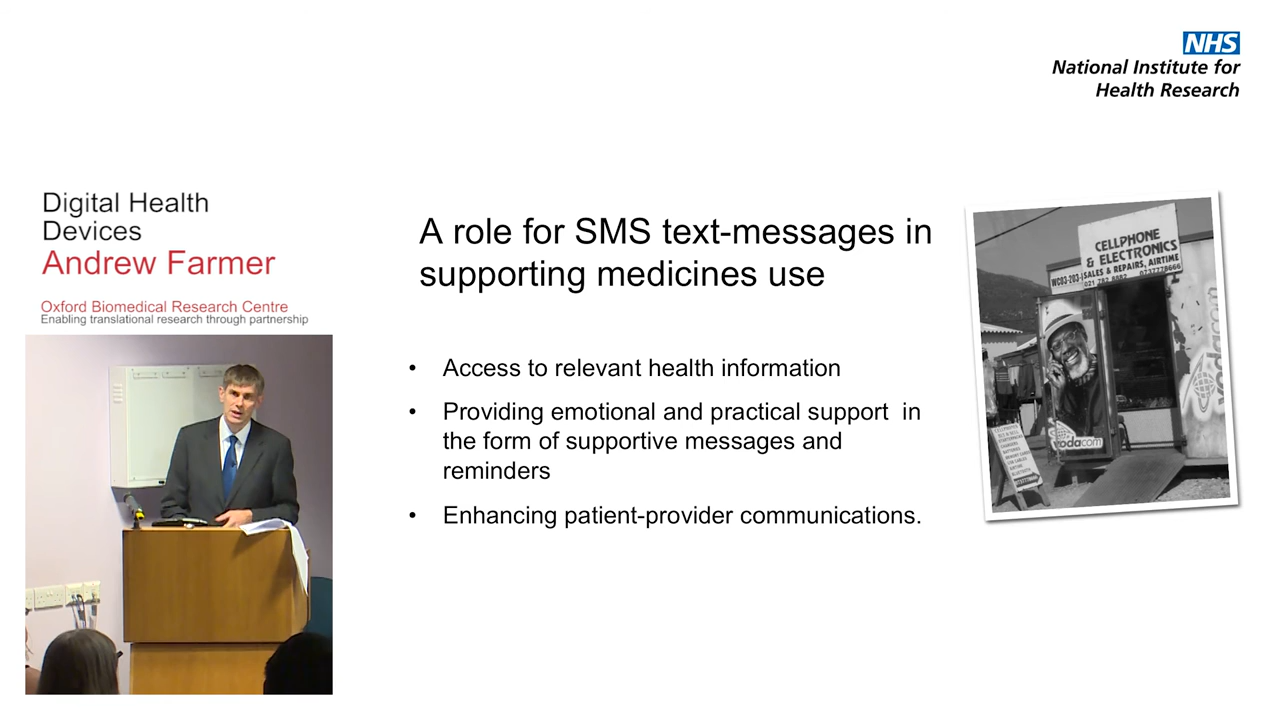 NHS
National Institute for
Health Research
Digital Health
Devices
Andrew Farmer
Oxford Biomedical Research Centre
Enabling translational research through partnership
A role for SMS text-messages in
supporting medicines use
• Access to relevant health information
• Providing emotional and practical support in
the form of supportive messages and
reminders
• Enhancing patient-provider communications.
CELLPHONE
& ELECTRONICS
SALES & REPAIRS, AIRTIME
vodacom
vodacom